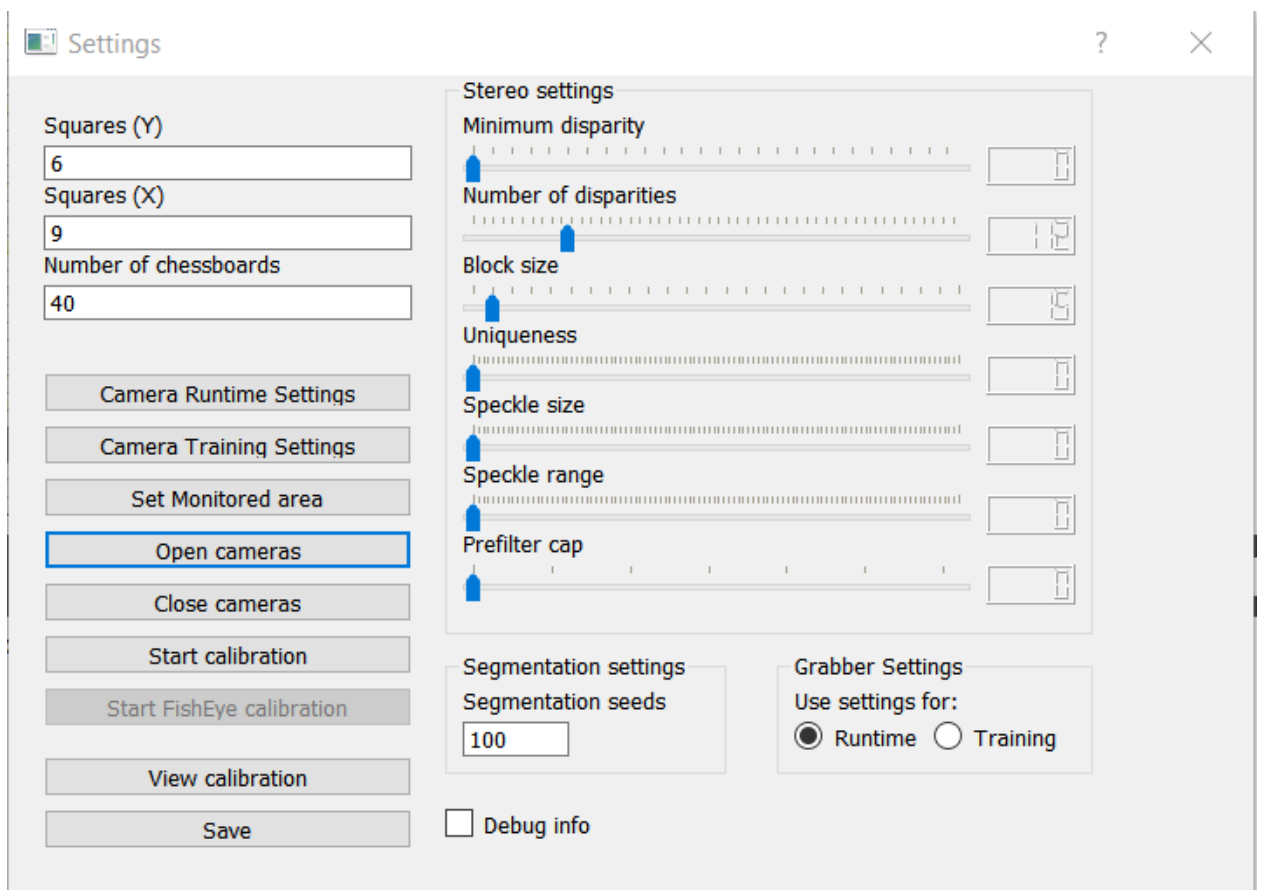 Settings
?
Squares (Y)
6
Squares (X)
9
Number of chessboards
40
Camera Runtime Settings
Camera Training Settings
Set Monitored area
Open cameras
Close cameras
Start calibration
Start FishEye calibration
View calibration
Save
Stereo settings
Minimum disparity
0
Number of disparities
112
Block size
15
Uniqueness
0
Speckle size
0
Speckle range
0
Prefilter cap
0
Segmentation settings
Segmentation seeds
100
Grabber Settings
Use settings for:
Runtime Training
Debug info